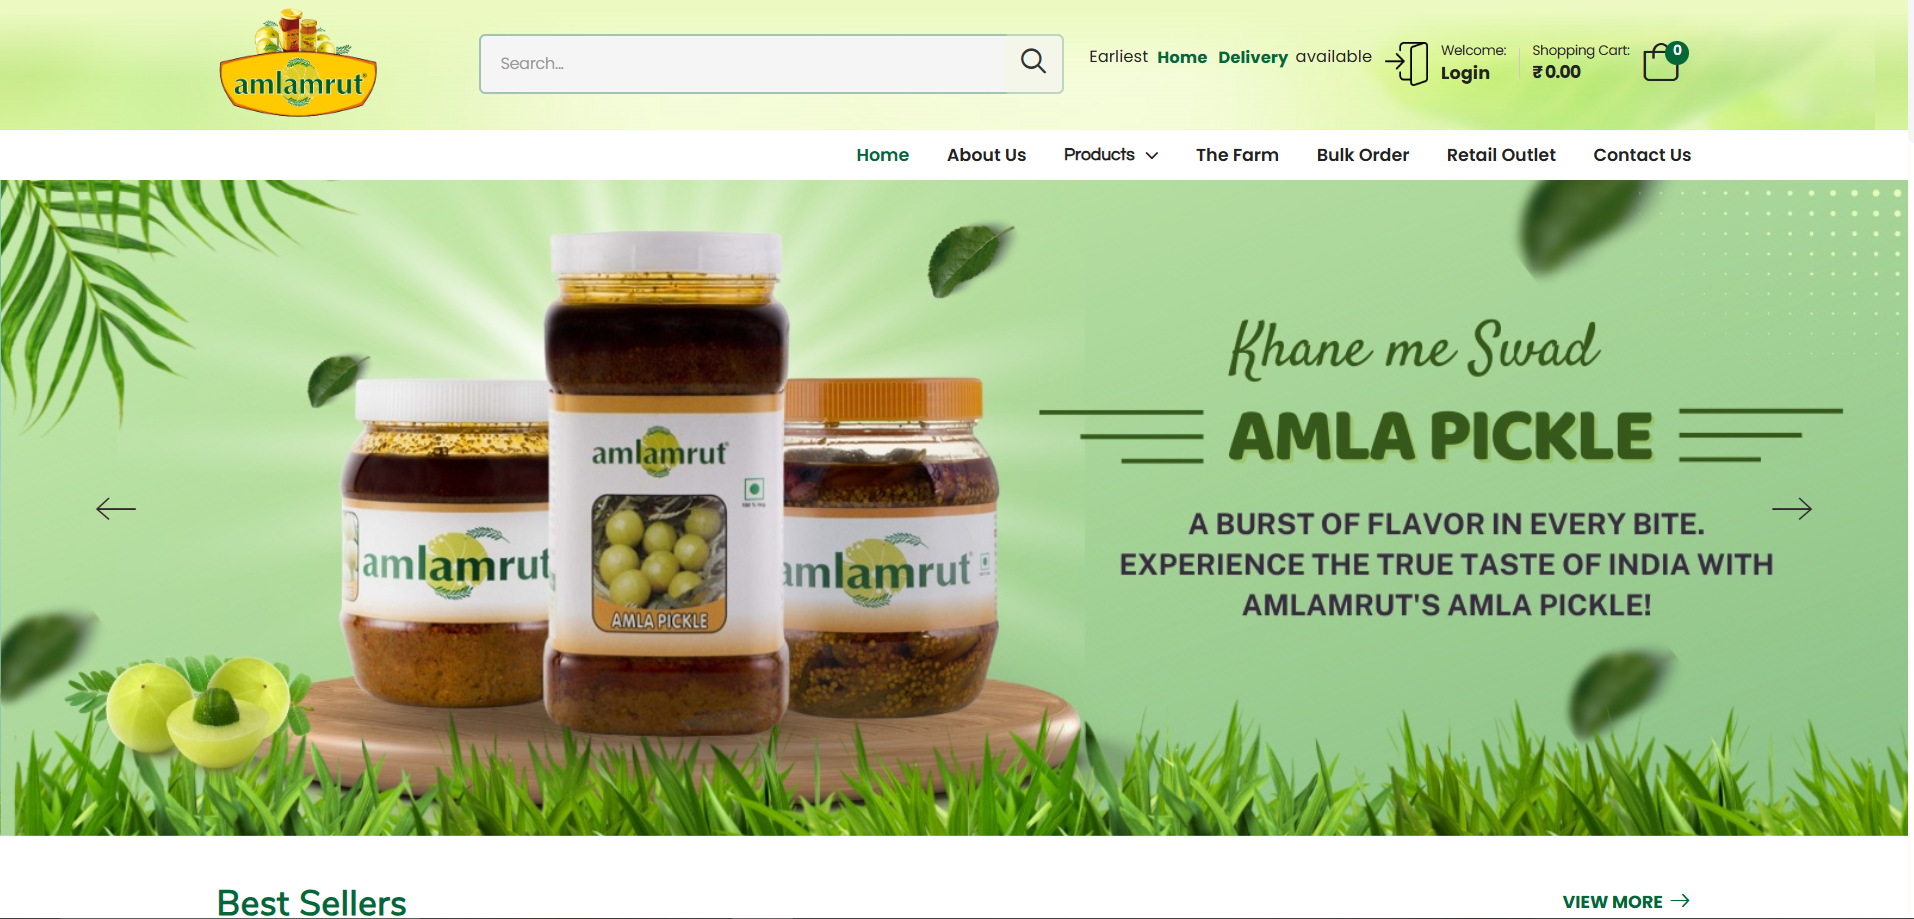 amlamrut
Search...
Earliest Home Delivery available
Welcome:
Login
Shopping Cart:
₹0.00
0
Home
About Us
Products
The Farm
Bulk Order
Retail Outlet
Contact Us
Khane me Swad
AMLA PICKLE
A BURST OF FLAVOR IN EVERY BITE.
EXPERIENCE THE TRUE TASTE OF INDIA WITH
AMLAMRUT'S AMLA PICKLE!
amlamrut
amlamrut
AMLA PICKLE
amlamrut
Best Sellers
VIEW MORE